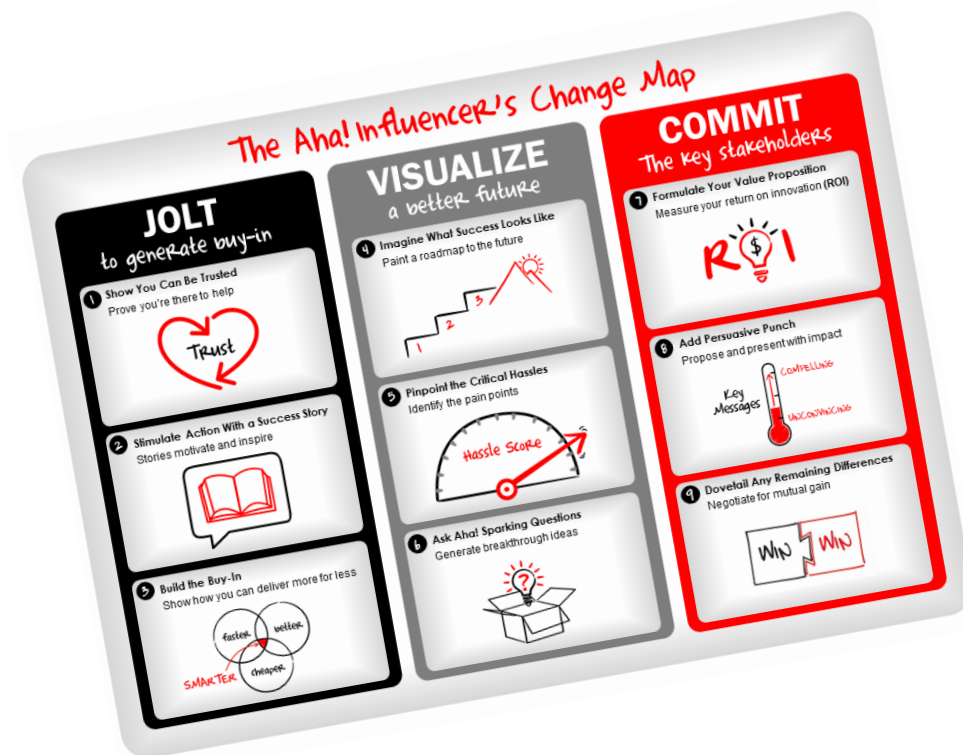 The Aha! Influencer's Change Map
JOLT
to generate buy-in
1 Show You Can Be Trusted
Prove you're there to help
Trust
2 Stimulate Action With a Success Story
Stories motivate and inspire
3 Build the Buy-In
Show how you can deliver more for less
faster
better
cheaper
SMARTER
VISUALIZE
a better future
4 Imagine What Success Looks Like
Paint a roadmap to the future
1
2
3
5 Pinpoint the Critical Hassles
Identify the pain points
Hassle Score
6 Ask Aha! Sparking Questions
Generate breakthrough ideas
?
COMMIT
The key stakeholders
7 Formulate Your Value Proposition
Measure your return on innovation (ROI)
R $ I
8 Add Persuasive Punch
Propose and present with impact
Key
Messages
COMPELLING
UNCONVINCING
9 Dovetail Any Remaining Differences
Negotiate for mutual gain
WIN WIN